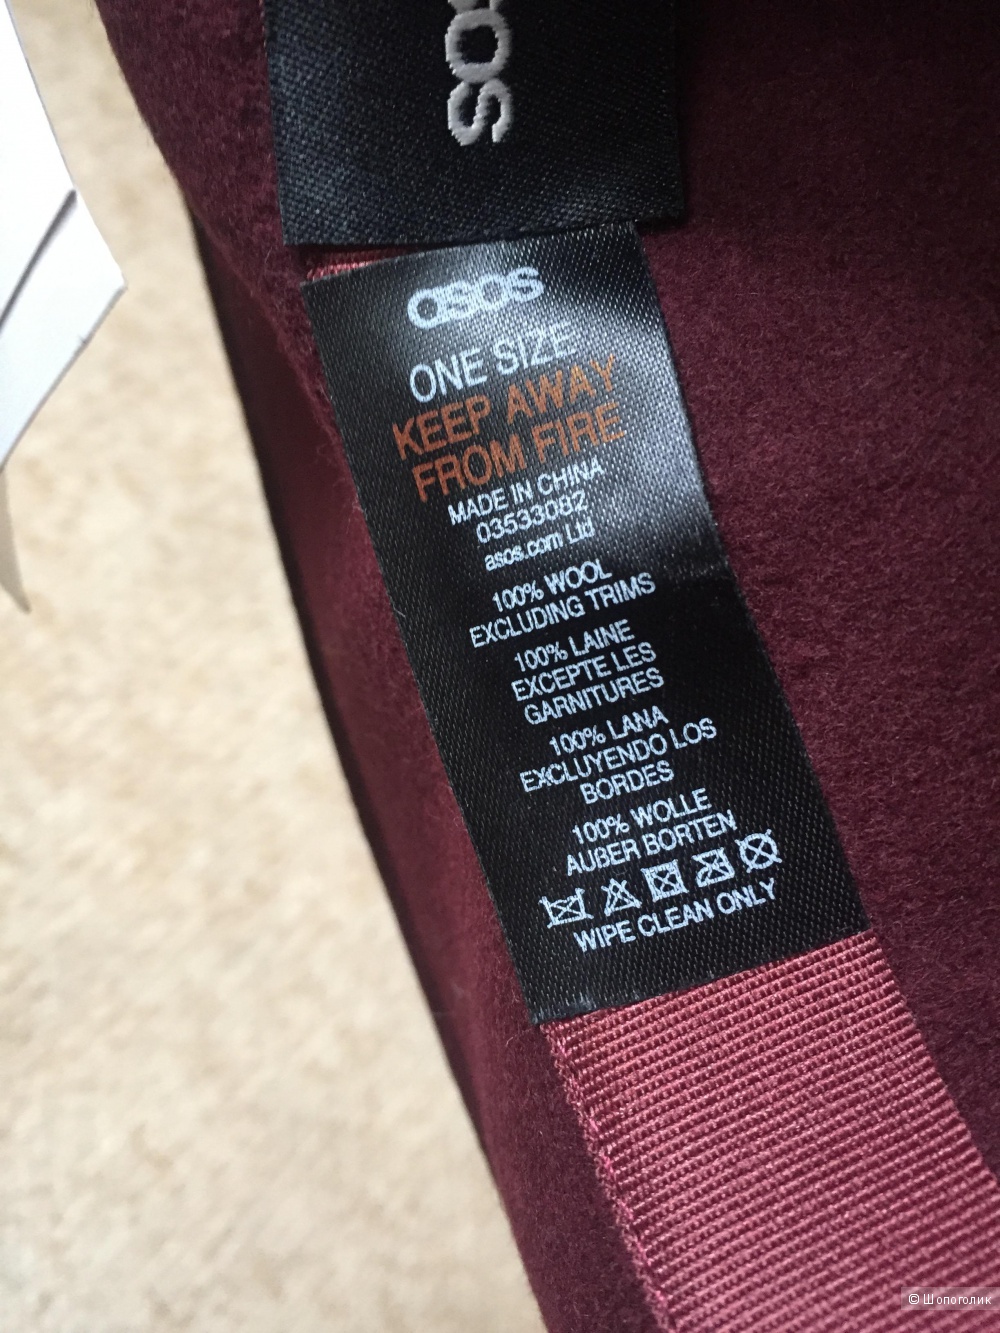 asos
ONE SIZE
KEEP AWAY
FROM FIRE
MADE IN CHINA
03533082
asos.com Ltd
100% WOOL
EXCLUDING TRIMS
100% LAINE
EXCEPTE LES
GARNITURES
100% LANA
EXCLUYENDO LOS
BORDES
100% WOLLE
AUßER BORTEN
WIPE CLEAN ONLY
© Шопоголик